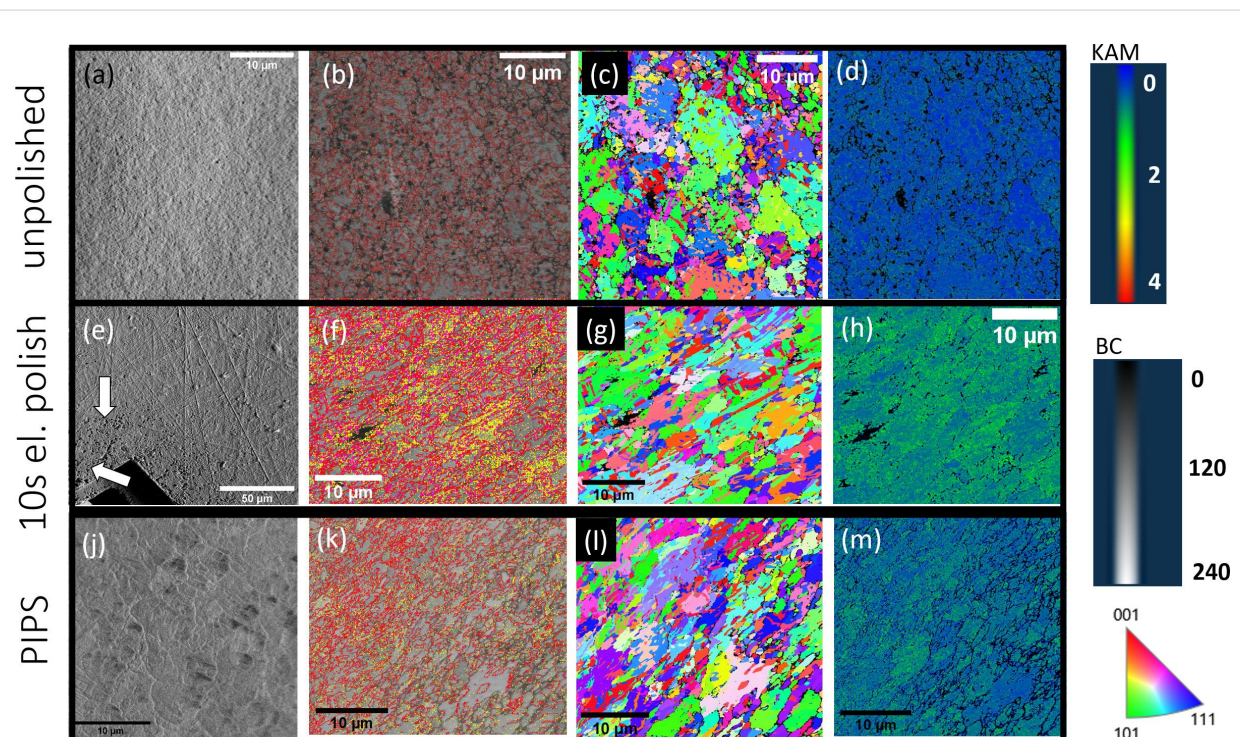 unpolished
(a)
10 µm
(b)
10 µm
(c)
10 µm
(d)
10s el. polish
(e)
50 µm
(f)
10 µm
(g)
10 µm
(h)
10 µm
PIPS
(j)
10 µm
(k)
10 µm
(l)
10 µm
(m)
10 µm
KAM
0
2
4
BC
0
120
240
001
101
111